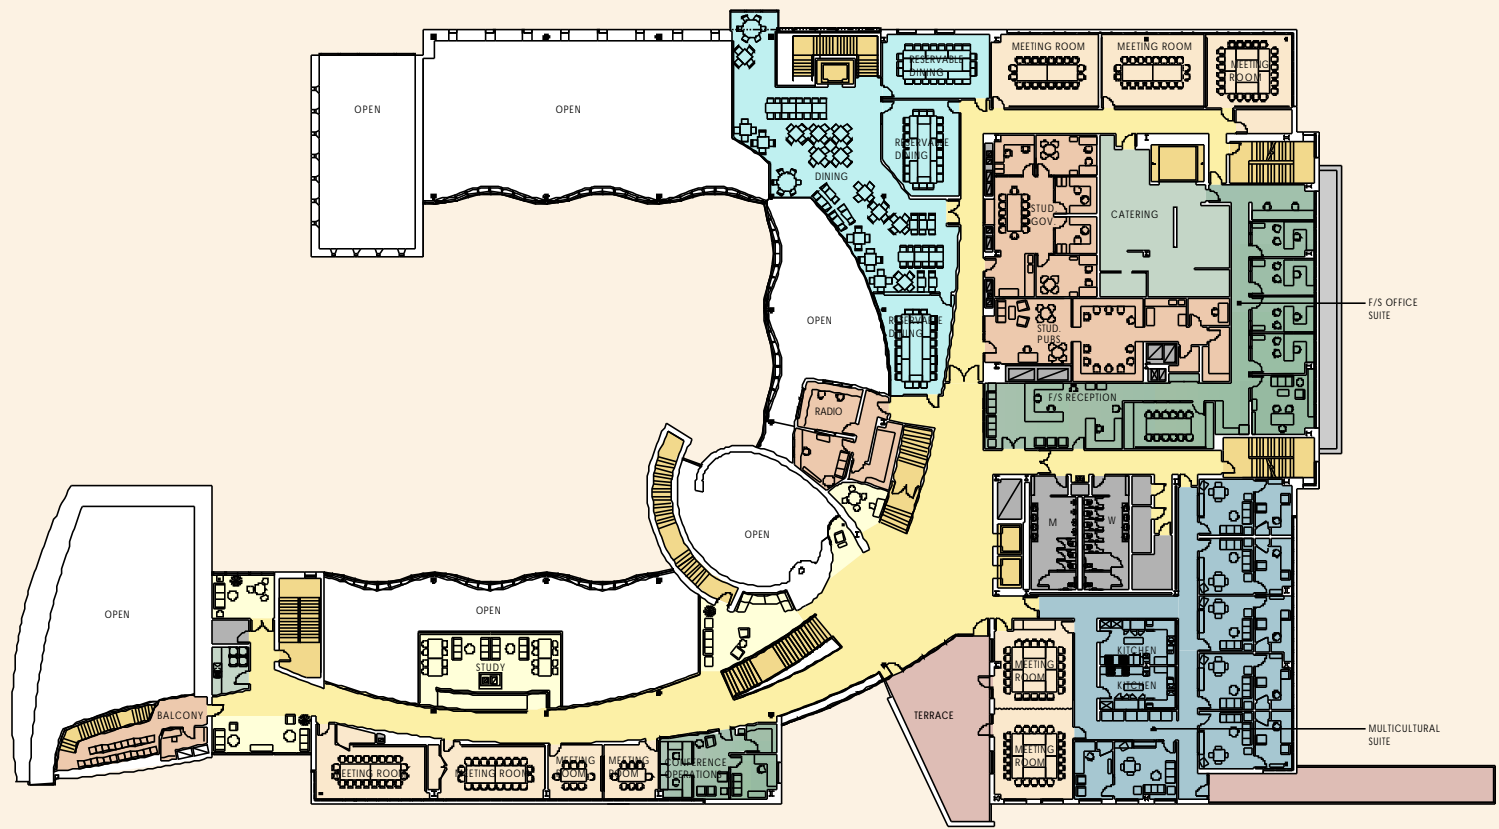 MEETING ROOM
MEETING ROOM
MEETING
ROOM
RESERVABLE
DINING
OPEN
OPEN
RESERVABLE
DINING
DINING
STUD.
GOV.
CATERING
F/S OFFICE
SUITE
OPEN
RESERVABLE
DINING
STUD.
PUBS.
F/S RECEPTION
RADIO
M
W
OPEN
OPEN
OPEN
STUDY
KITCHEN
MEETING
ROOM
KITCHEN
BALCONY
TERRACE
MULTICULTURAL
SUITE
MEETING
ROOM
MEETING ROOM
MEETING ROOM
MEETING
ROOM
MEETING
ROOM
CONFERENCE
OPERATIONS